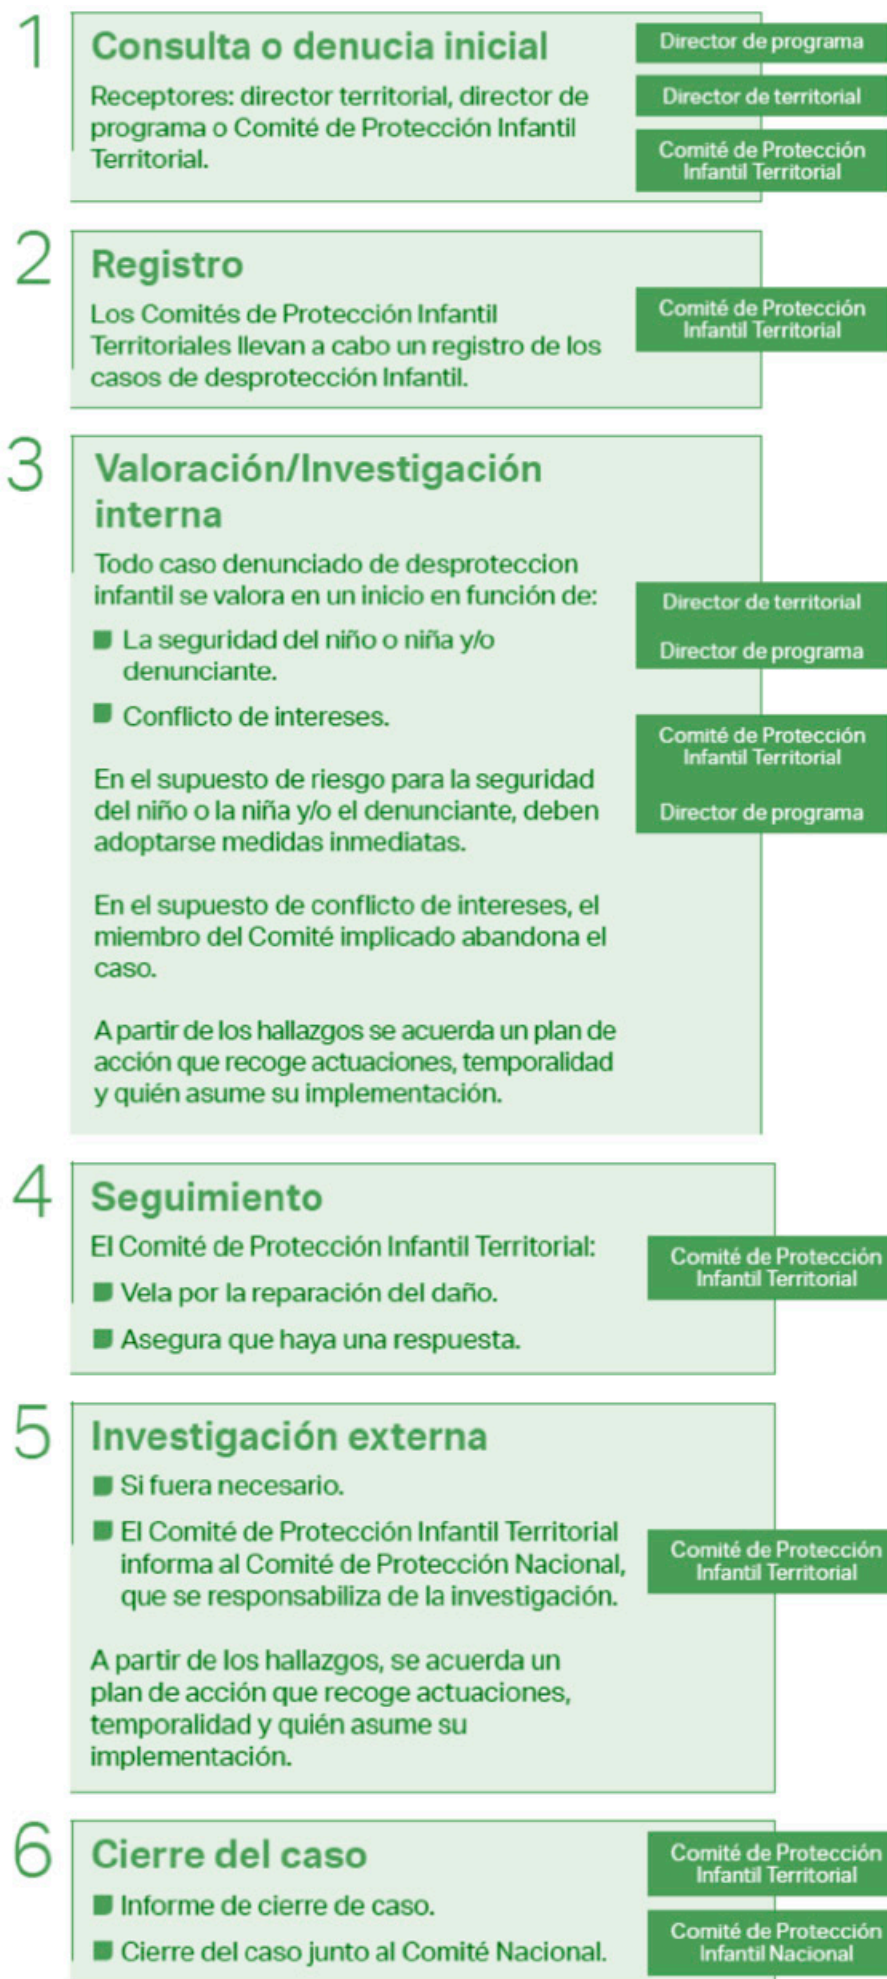 1
Consulta o denucia inicial
Receptores: director territorial, director de
programa o Comité de Protección Infantil
Territorial.
Director de programa
Director de territorial
Comité de Protección
Infantil Territorial
2
Registro
Los Comités de Protección Infantil
Territoriales llevan a cabo un registro de los
casos de desprotección Infantil.
Comité de Protección
Infantil Territorial
3
Valoración/Investigación
interna
Todo caso denunciado de desproteccion
infantil se valora en un inicio en función de:
La seguridad del niño o niña y/o
denunciante.
Conflicto de intereses.
En el supuesto de riesgo para la seguridad
del niño o la niña y/o el denunciante, deben
adoptarse medidas inmediatas.
En el supuesto de conflicto de intereses, el
miembro del Comité implicado abandona el
caso.
A partir de los hallazgos se acuerda un plan de
acción que recoge actuaciones, temporalidad
y quién asume su implementación.
Director de territorial
Director de programa
Comité de Protección
Infantil Territorial
Director de programa
4
Seguimiento
El Comité de Protección Infantil Territorial:
Vela por la reparación del daño.
Asegura que haya una respuesta.
Comité de Protección
Infantil Territorial
5
Investigación externa
Si fuera necesario.
El Comité de Protección Infantil Territorial
informa al Comité de Protección Nacional,
que se responsabiliza de la investigación.
A partir de los hallazgos, se acuerda un
plan de acción que recoge actuaciones,
temporalidad y quién asume su
implementación.
Comité de Protección
Infantil Territorial
6
Cierre del caso
Informe de cierre de caso.
Cierre del caso junto al Comité Nacional.
Comité de Protección
Infantil Territorial
Comité de Protección
Infantil Nacional